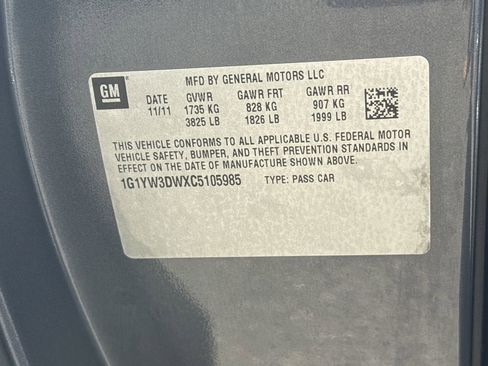 GM
MFD BY GENERAL MOTORS LLC
DATE GVWR GAWR FRT GAWR RR
11/11 1735 KG 828 KG 907 KG
3825 LB 1826 LB 1999 LB
THIS VEHICLE CONFORMS TO ALL APPLICABLE U.S. FEDERAL MOTOR
VEHICLE SAFETY, BUMPER, AND THEFT PREVENTION STANDARDS IN
EFFECT ON THE DATE OF MANUFACTURE SHOWN ABOVE.
1G1YW3DWXC5105985 TYPE: PASS CAR